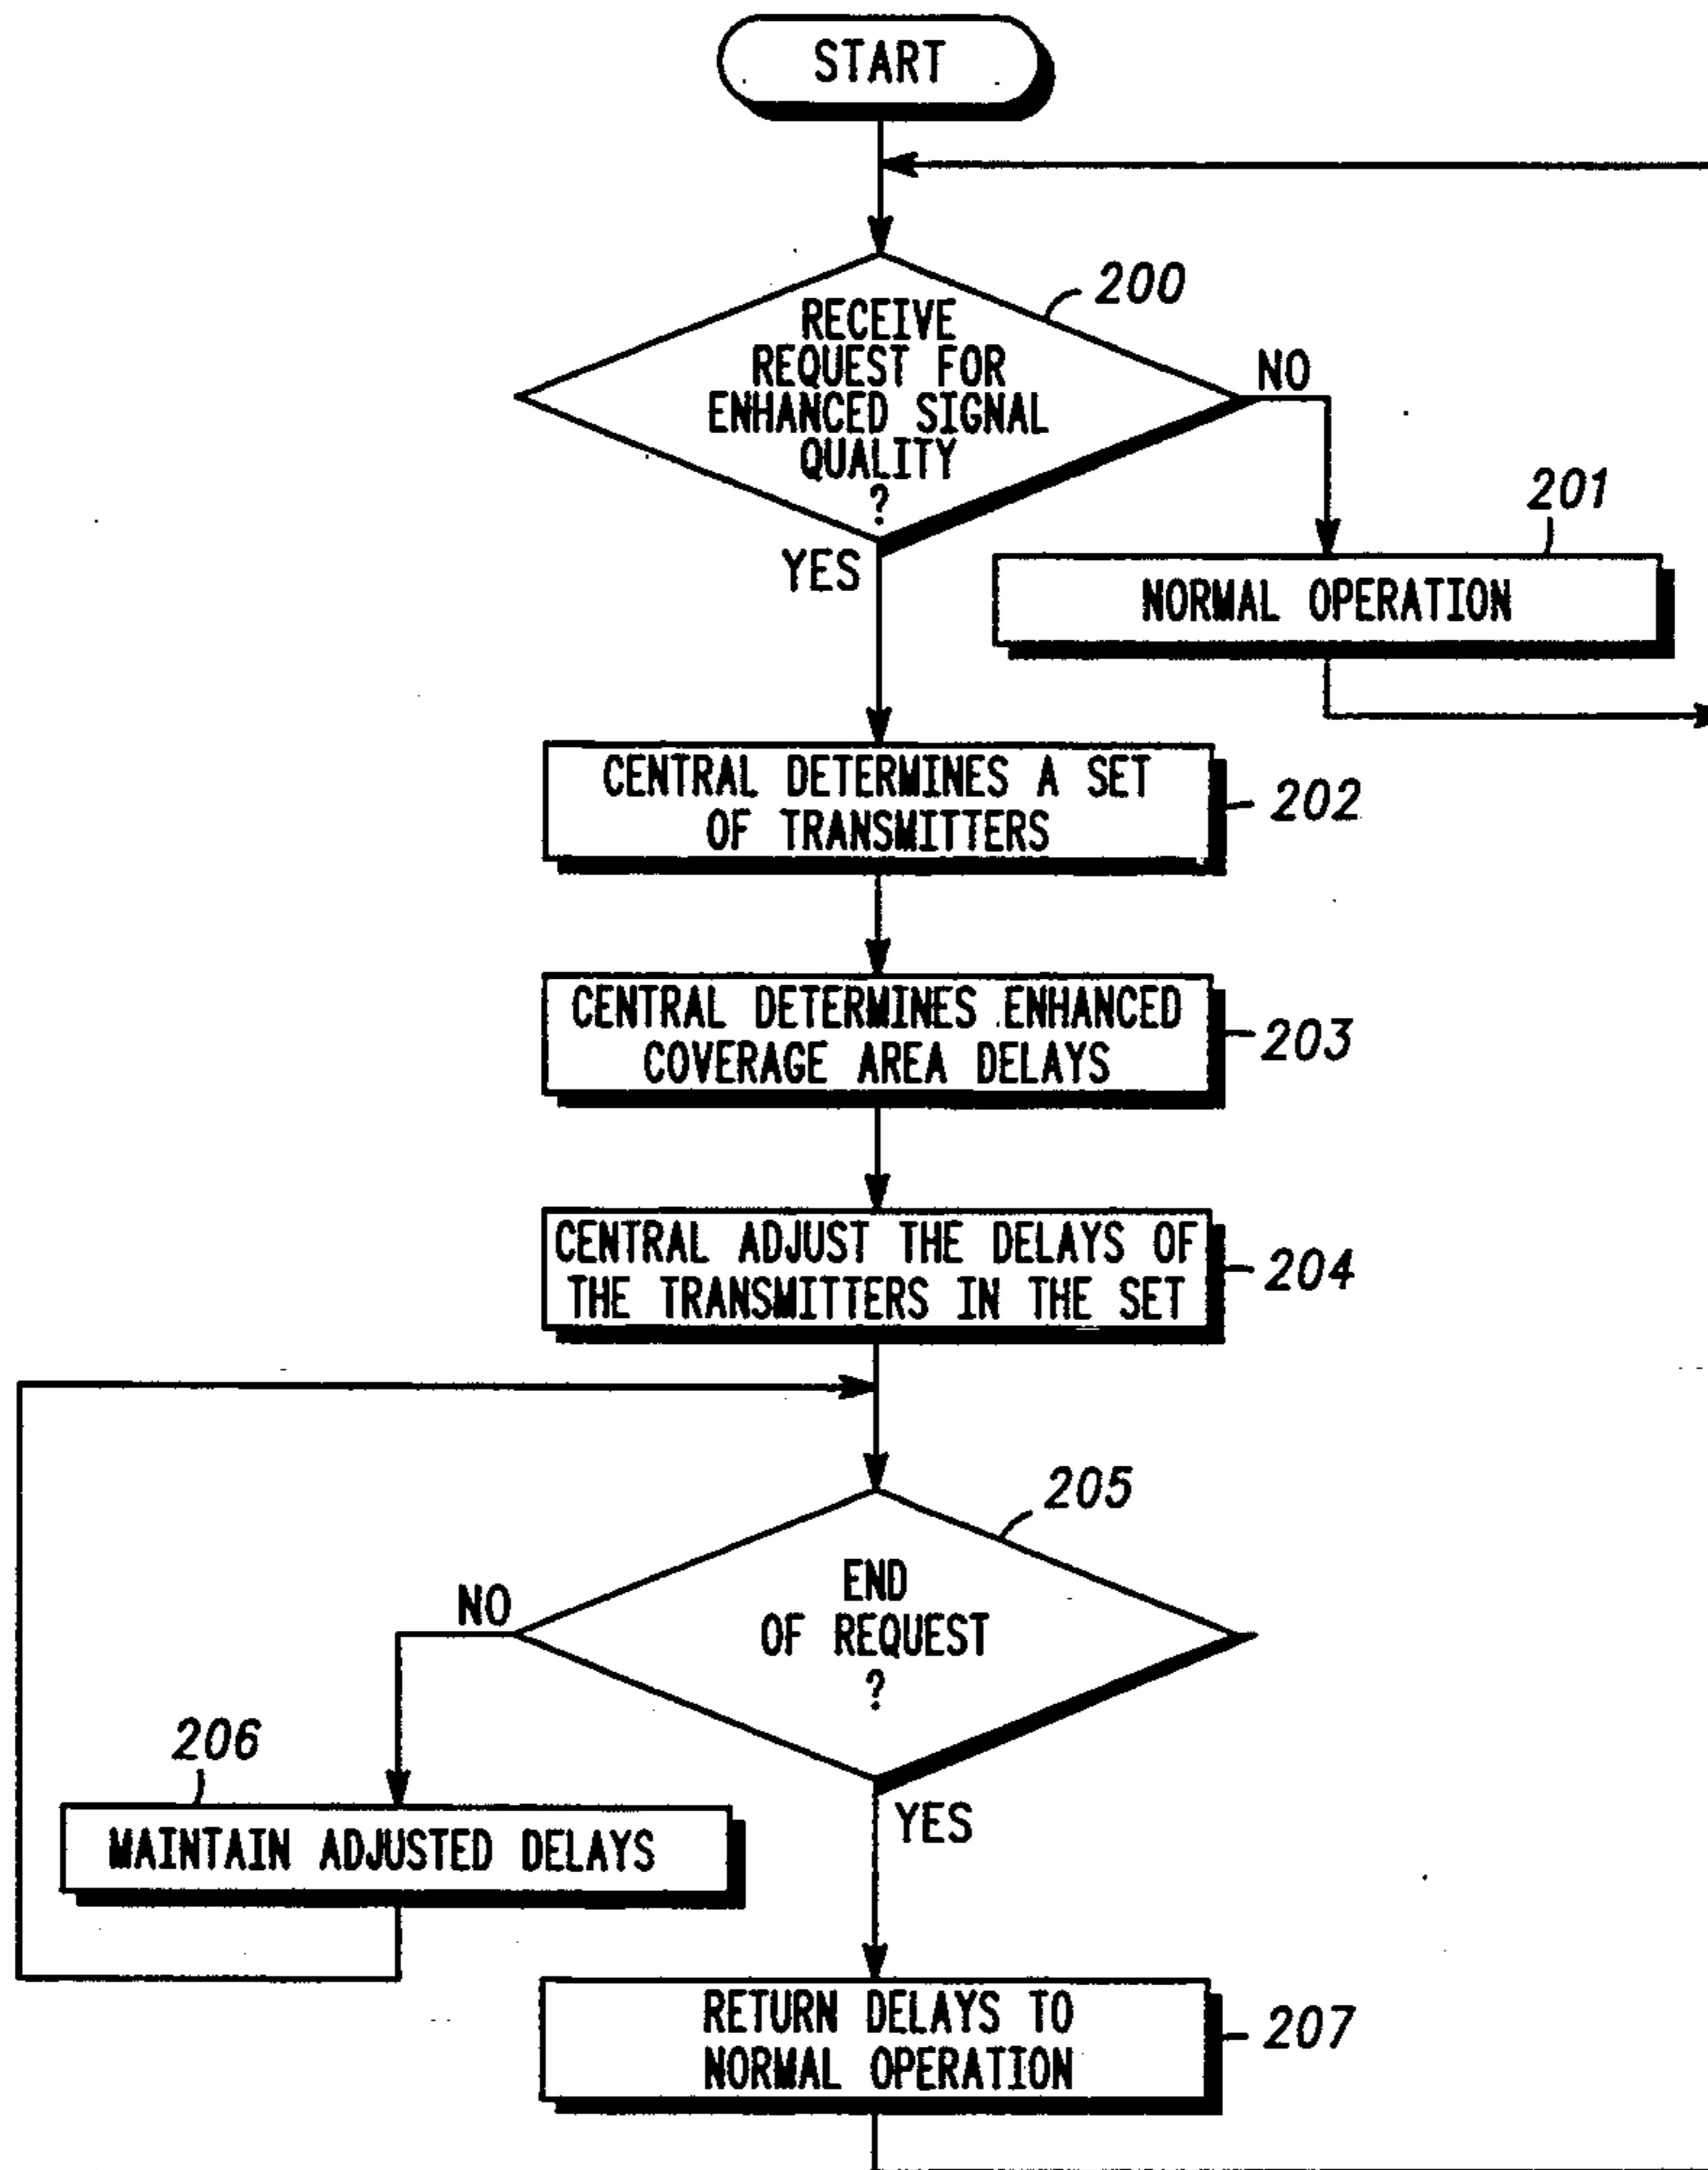 START
200
RECEIVE
REQUEST FOR
ENHANCED SIGNAL
QUALITY
?
NO
YES
201
NORMAL OPERATION
CENTRAL DETERMINES A SET
OF TRANSMITTERS
202
CENTRAL DETERMINES ENHANCED
COVERAGE AREA DELAYS
203
CENTRAL ADJUST THE DELAYS OF
THE TRANSMITTERS IN THE SET
204
205
END
OF REQUEST
?
NO
YES
206
MAINTAIN ADJUSTED DELAYS
RETURN DELAYS TO
NORMAL OPERATION
207